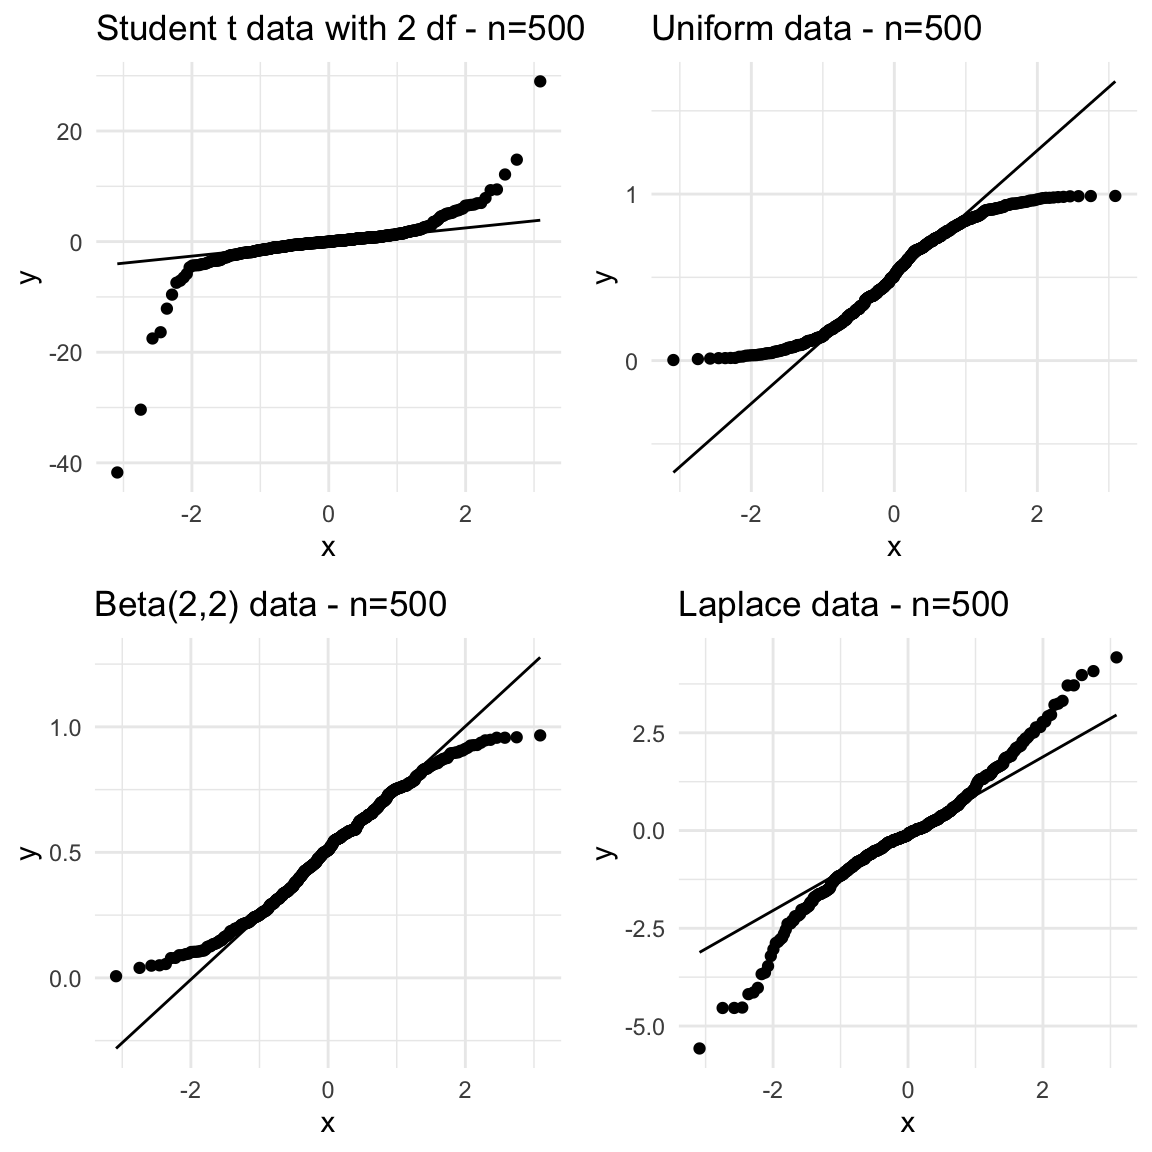 Student t data with 2 df - n=500
20
0
-20
-40
y
-2 0 2
x
Uniform data - n=500
1
0
y
-2 0 2
x
Beta(2,2) data - n=500
1.0
0.5
0.0
y
-2 0 2
x
Laplace data - n=500
2.5
0.0
-2.5
-5.0
y
-2 0 2
x